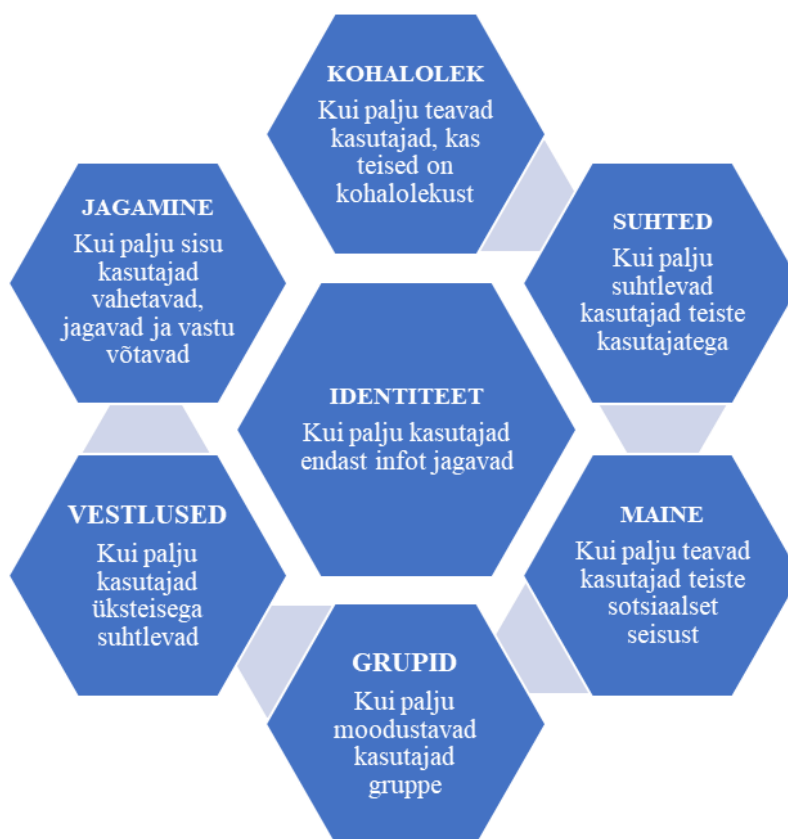 KOHALOLEK
Kui palju teavad
kasutajad, kas
teised on
kohalolekust
JAGAMINE
Kui palju sisu
kasutajad
vahetavad,
jagavad ja vastu
võtavad
SUHTED
Kui palju
suhtlevad
kasutajad teiste
kasutajatega
IDENTITEET
Kui palju kasutajad
endast infot jagavad
VESTLUSED
Kui palju
kasutajad
üksteisega
suhtlevad
MAINE
Kui palju teavad
kasutajad teiste
sotsiaalset
seisust
GRUPID
Kui palju
moodustavad
kasutajad
gruppe